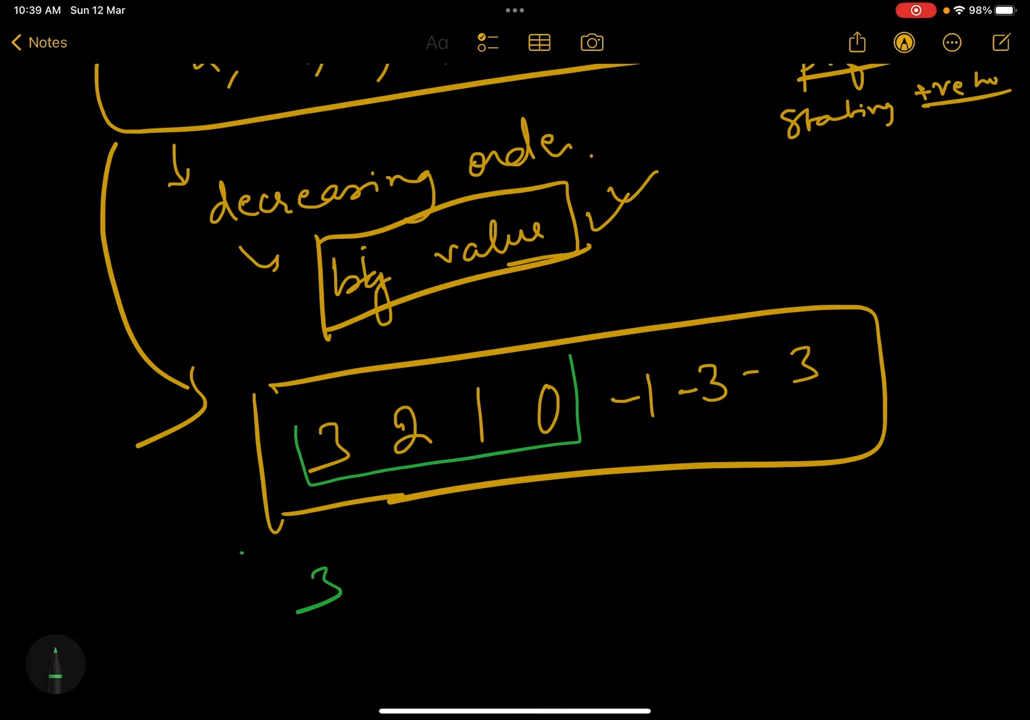 10:39 AM Sun 12 Mar
98%
Notes
Aa
starting +ve
decreasing order.
big value
3 2 1 0 -1 -3 - 3
3